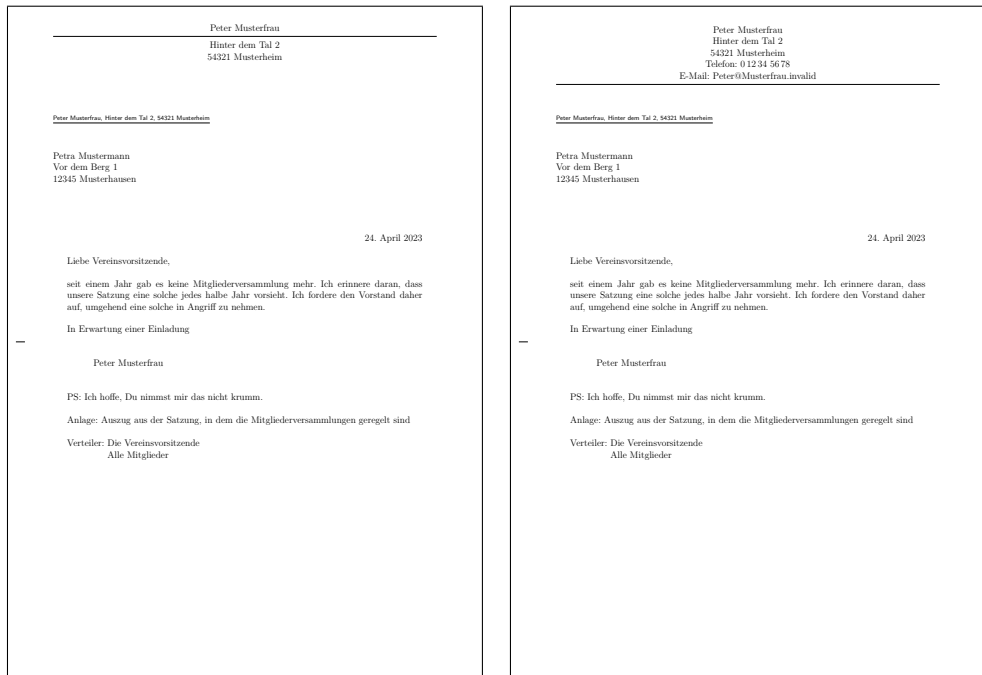 Peter Musterfrau
Hinter dem Tal 2
54321 Musterheim
Peter Musterfrau, Hinter dem Tal 2, 54321 Musterheim
Petra Mustermann
Vor dem Berg 1
12345 Musterhausen
24. April 2023
Liebe Vereinsvorsitzende,
seit einem Jahr gab es keine Mitgliederversammlung mehr. Ich erinnere daran, dass
unsere Satzung eine solche jedes halbe Jahr vorsieht. Ich fordere den Vorstand daher
auf, umgehend eine solche in Angriff zu nehmen.
In Erwartung einer Einladung
Peter Musterfrau
PS: Ich hoffe, Du nimmst mir das nicht krumm.
Anlage: Auszug aus der Satzung, in dem die Mitgliederversammlungen geregelt sind
Verteiler: Die Vereinsvorsitzende
Alle Mitglieder
Peter Musterfrau
Hinter dem Tal 2
54321 Musterheim
Telefon: 0 12 34 56 78
E-Mail: Peter@Musterfrau.invalid
Peter Musterfrau, Hinter dem Tal 2, 54321 Musterheim
Petra Mustermann
Vor dem Berg 1
12345 Musterhausen
24. April 2023
Liebe Vereinsvorsitzende,
seit einem Jahr gab es keine Mitgliederversammlung mehr. Ich erinnere daran, dass
unsere Satzung eine solche jedes halbe Jahr vorsieht. Ich fordere den Vorstand daher
auf, umgehend eine solche in Angriff zu nehmen.
In Erwartung einer Einladung
Peter Musterfrau
PS: Ich hoffe, Du nimmst mir das nicht krumm.
Anlage: Auszug aus der Satzung, in dem die Mitgliederversammlungen geregelt sind
Verteiler: Die Vereinsvorsitzende
Alle Mitglieder